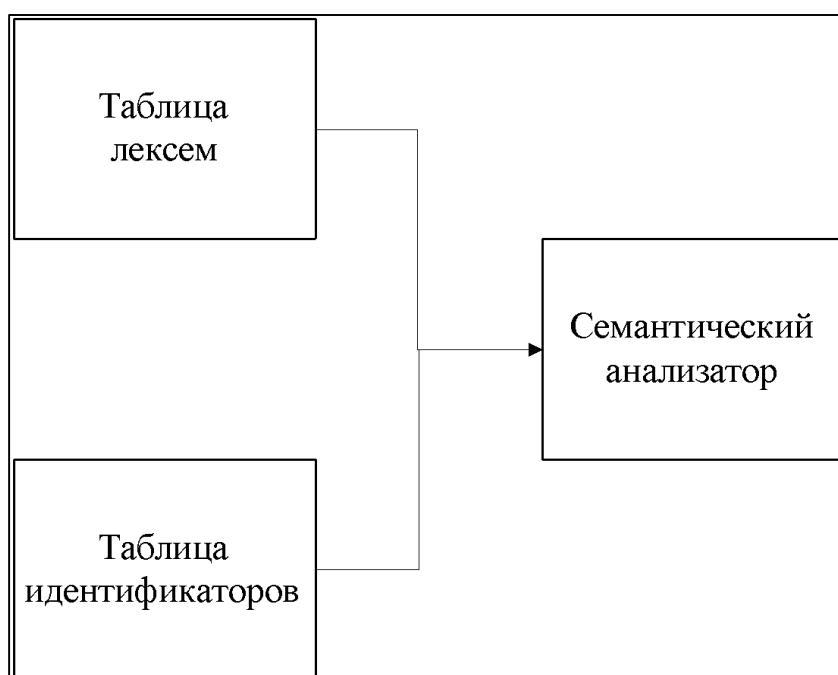 Таблица
лексем
Семантический
анализатор
Таблица
идентификаторов